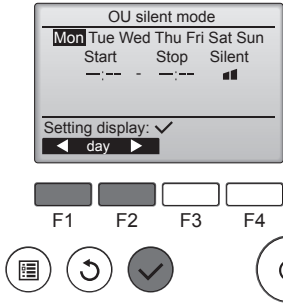 OU silent mode
Mon Tue Wed Thu Fri Sat Sun
Start Stop Silent
—:-- - —:--
Setting display: ✓
◀ day ▶
F1 F2 F3 F4